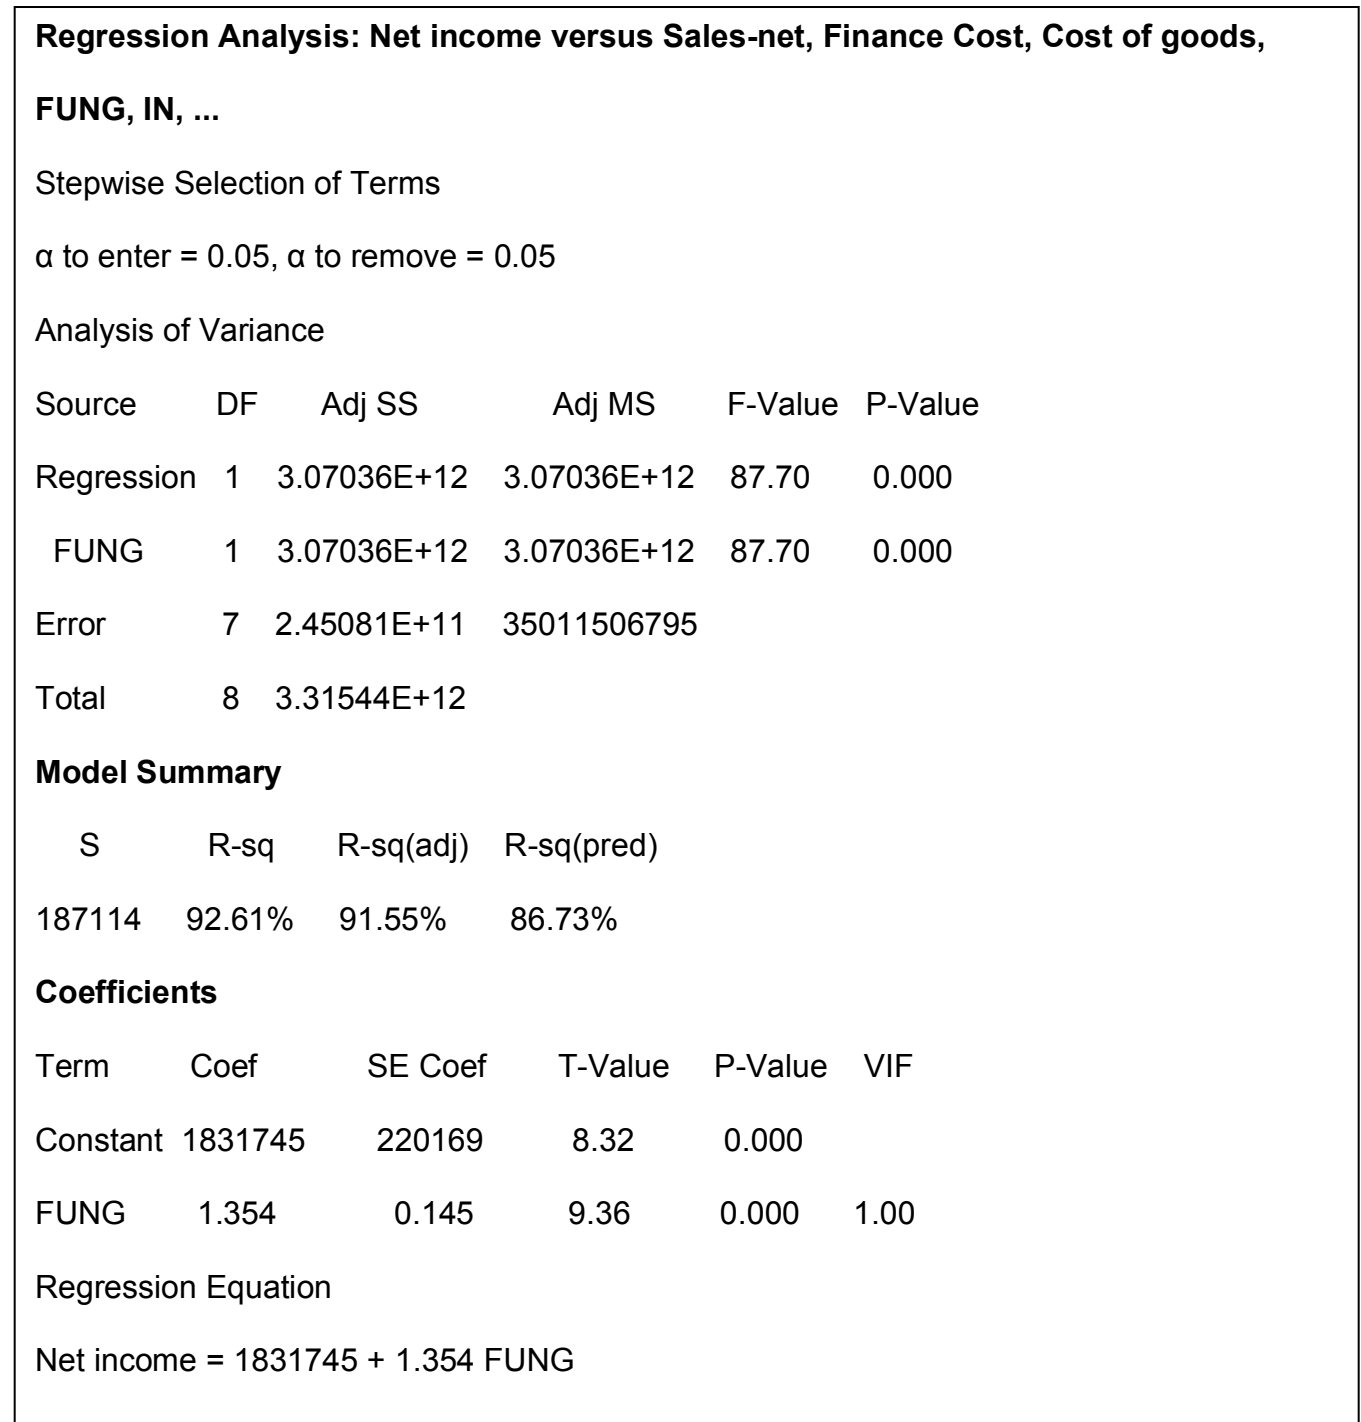 Regression Analysis: Net income versus Sales-net, Finance Cost, Cost of goods,
FUNG, IN, ...
Stepwise Selection of Terms
α to enter = 0.05, α to remove = 0.05
Analysis of Variance
Source DF Adj SS Adj MS F-Value P-Value
Regression 1 3.07036E+12 3.07036E+12 87.70 0.000
FUNG 1 3.07036E+12 3.07036E+12 87.70 0.000
Error 7 2.45081E+11 35011506795
Total 8 3.31544E+12
Model Summary
S R-sq R-sq(adj) R-sq(pred)
187114 92.61% 91.55% 86.73%
Coefficients
Term Coef SE Coef T-Value P-Value VIF
Constant 1831745 220169 8.32 0.000
FUNG 1.354 0.145 9.36 0.000 1.00
Regression Equation
Net income = 1831745 + 1.354 FUNG